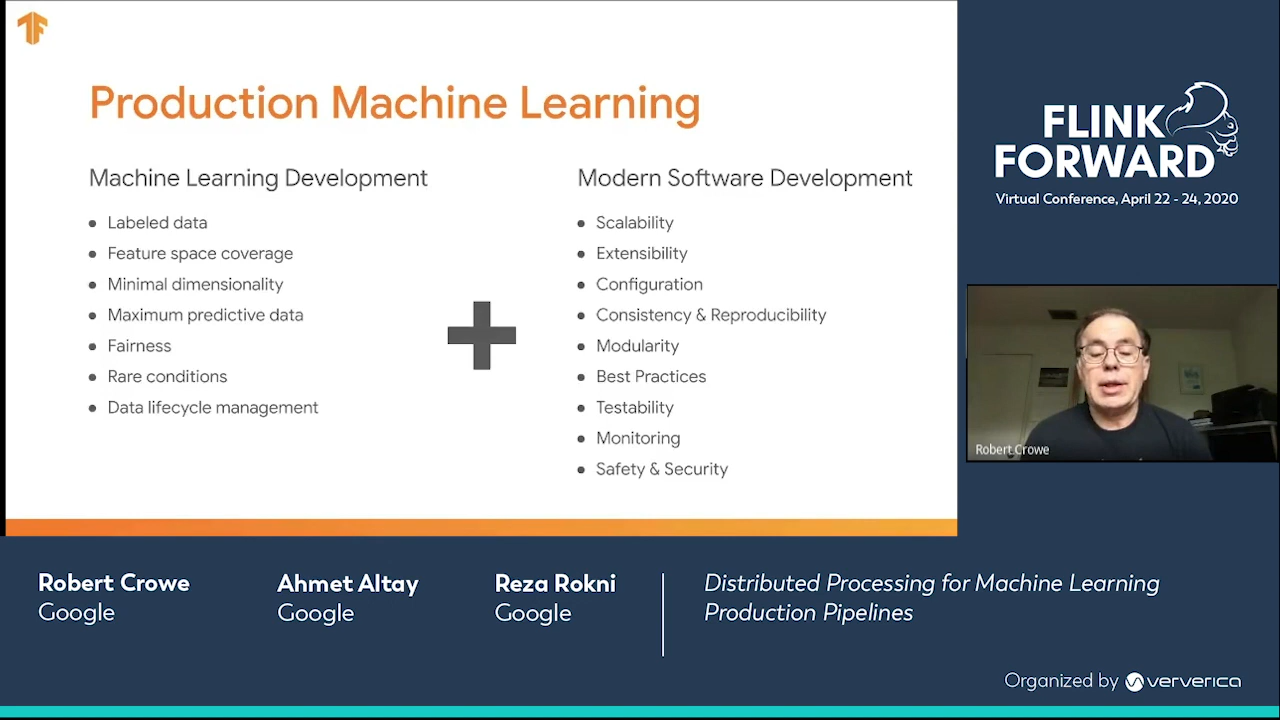 Production Machine Learning
Machine Learning Development
Labeled data
Feature space coverage
Minimal dimensionality
Maximum predictive data
Fairness
Rare conditions
Data lifecycle management
Modern Software Development
Scalability
Extensibility
Configuration
Consistency & Reproducibility
Modularity
Best Practices
Testability
Monitoring
Safety & Security
FLINK
FORWARD
Virtual Conference, April 22 - 24, 2020
Robert Crowe
Robert Crowe
Google
Ahmet Altay
Google
Reza Rokni
Google
Distributed Processing for Machine Learning
Production Pipelines
Organized by ververica